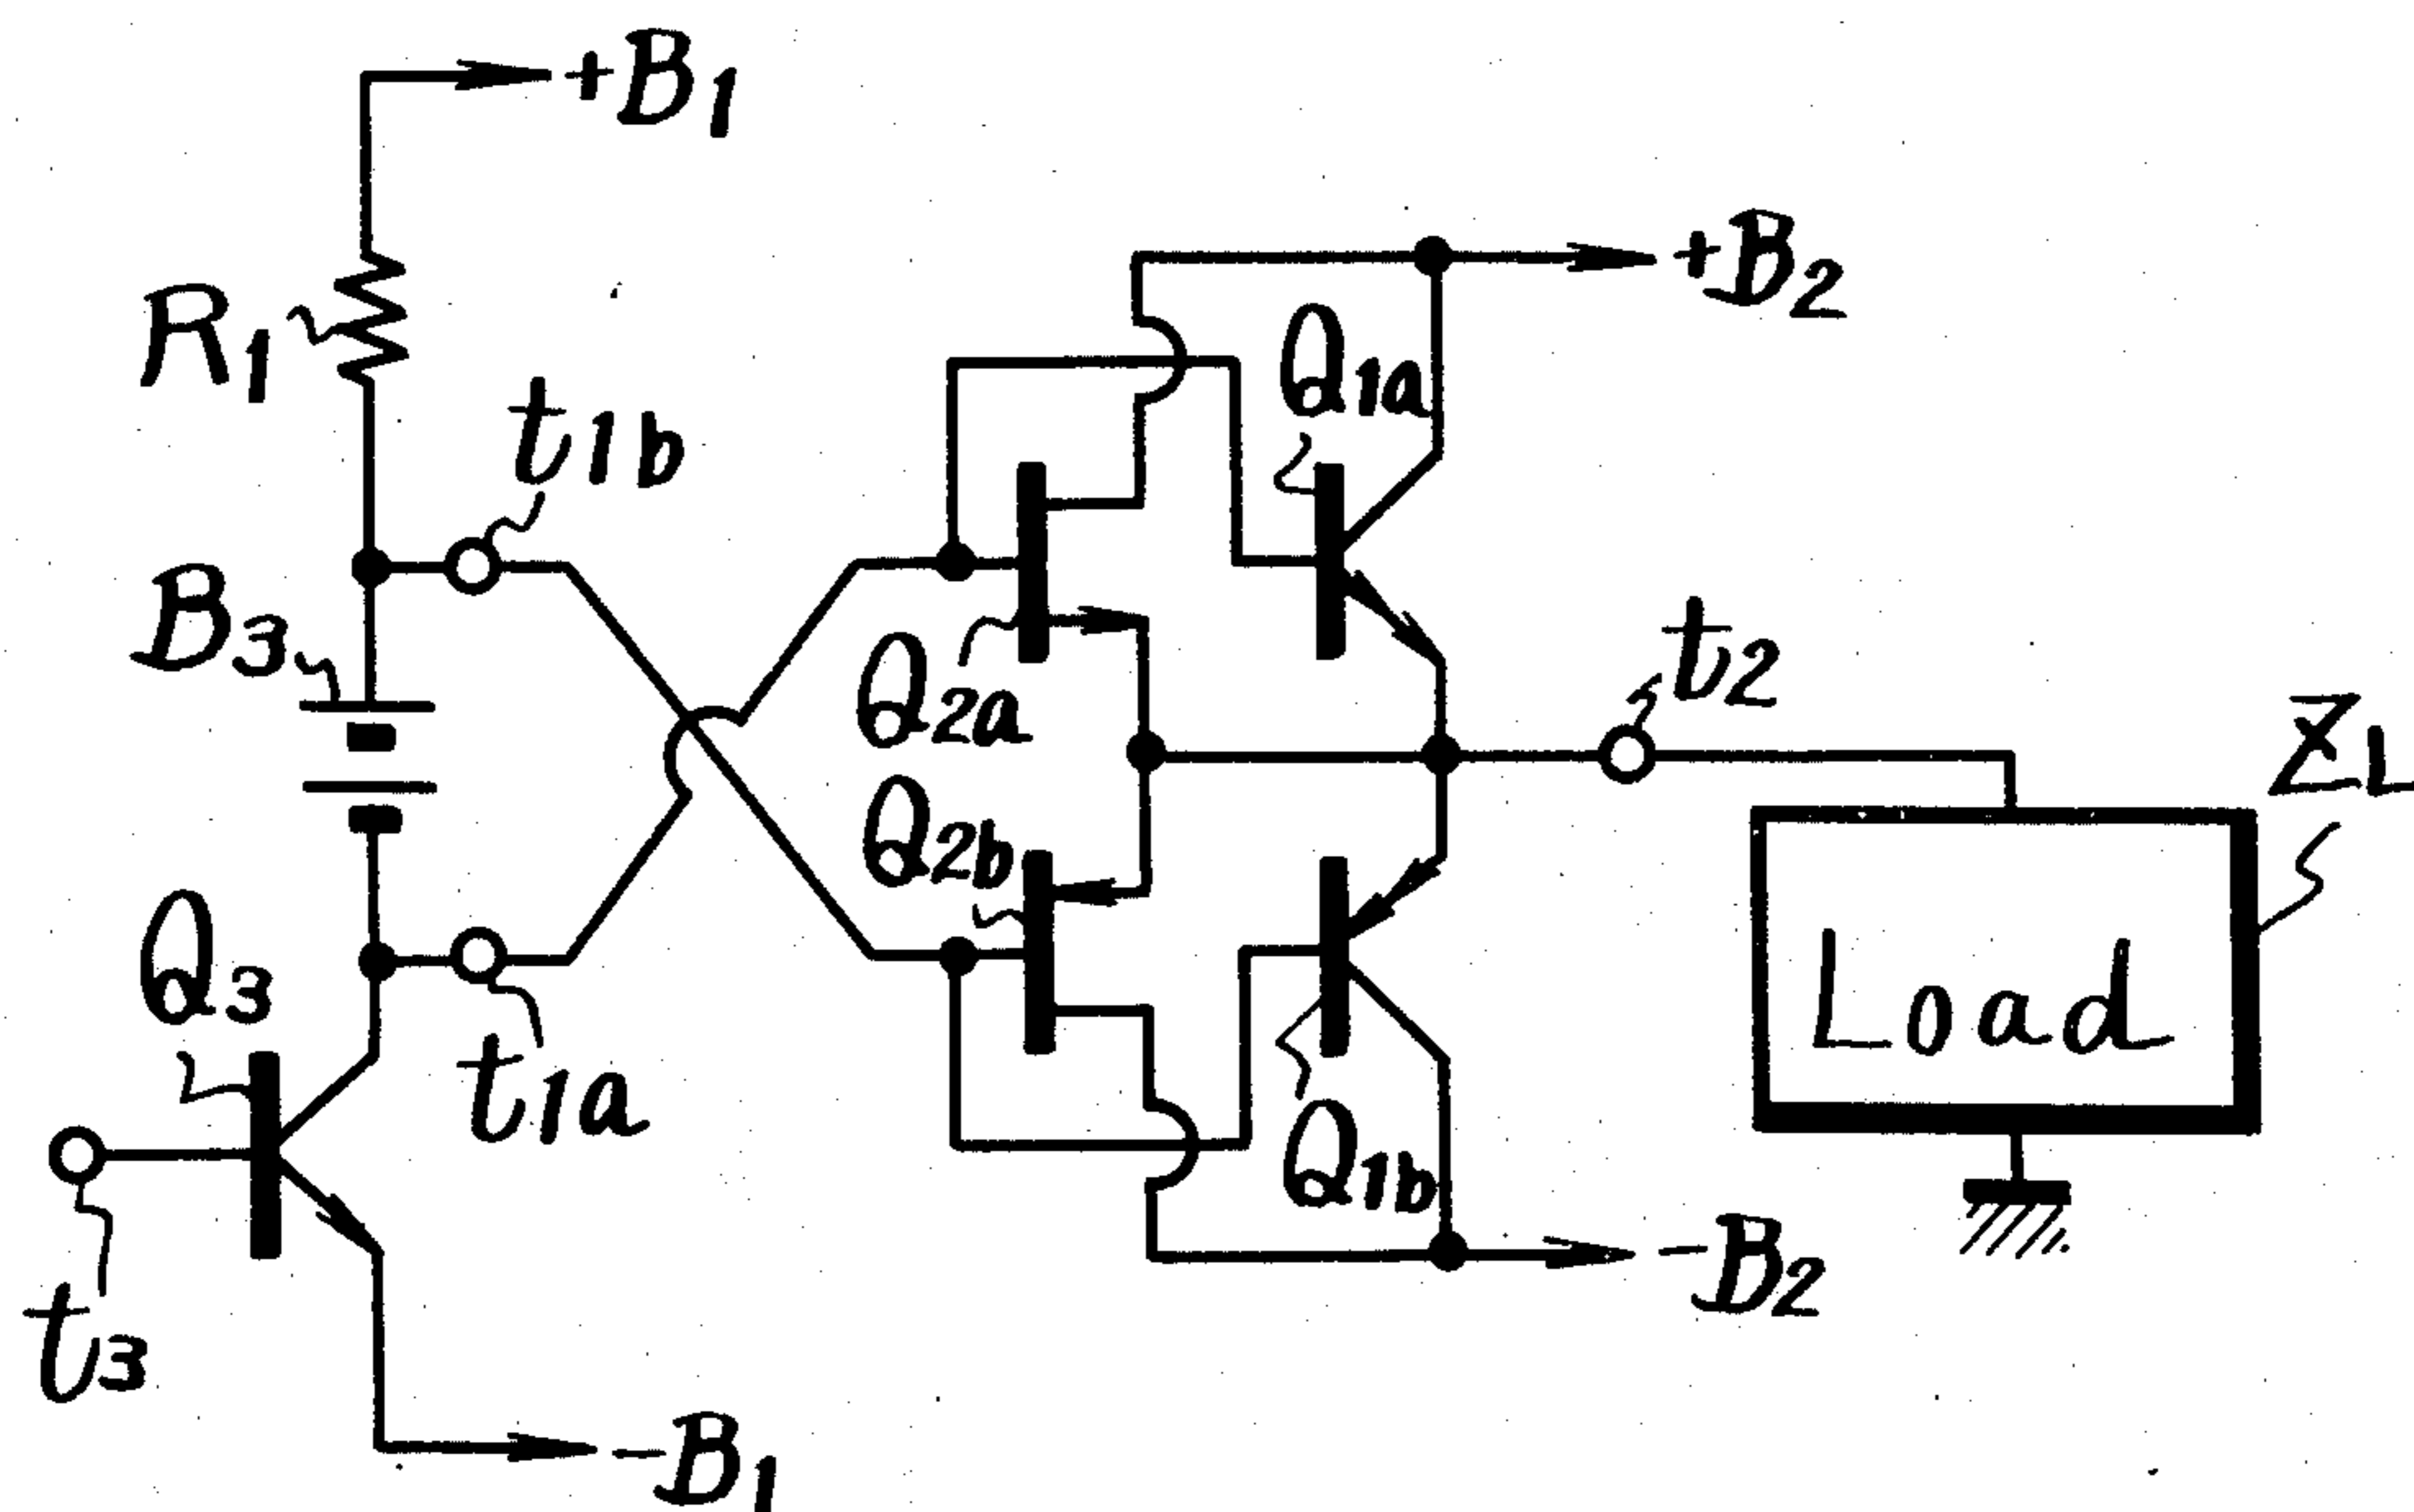 +B1
+B2
R1
Q1a
t1b
B3
t2
Q2a
ZL
Q2b
Q3
Load
t1a
Q1b
-B2
t3
-B1